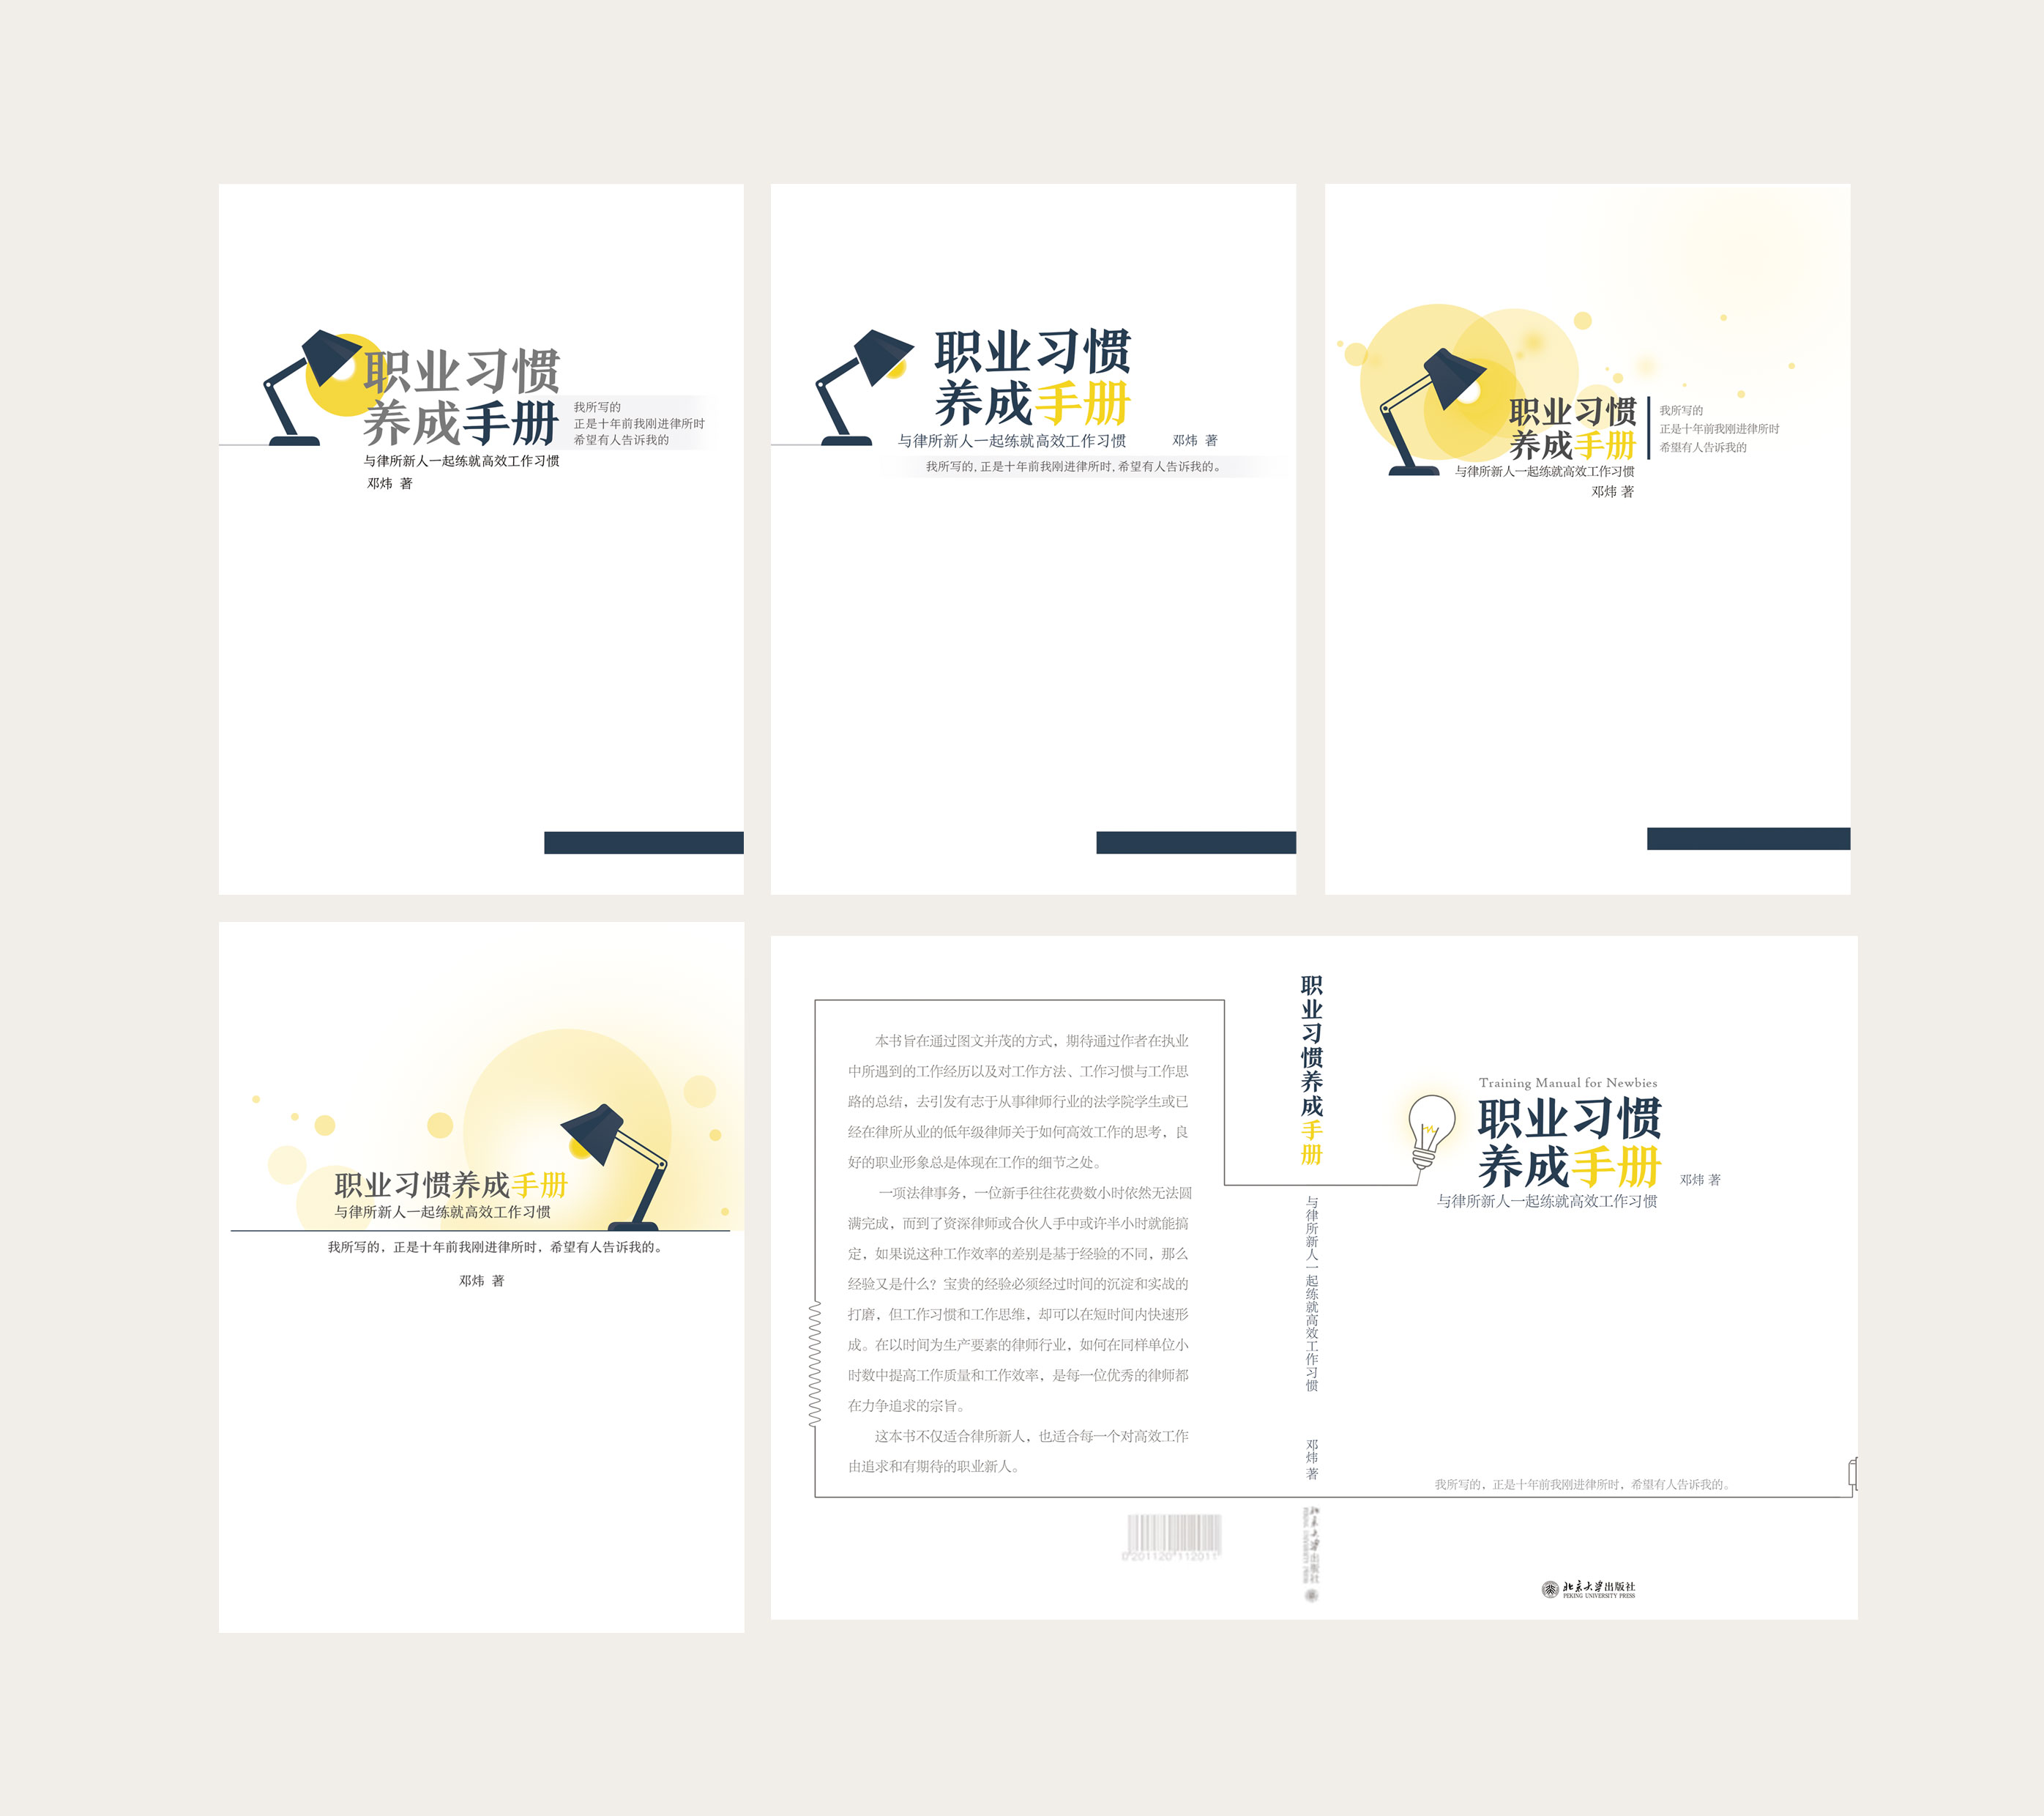 职业习惯
养成手册
我所写的
正是十年前我刚进律所时
希望有人告诉我的
与律所新人一起练就高效工作习惯
邓炜 著
职业习惯
养成手册
与律所新人一起练就高效工作习惯
邓炜 著
我所写的,正是十年前我刚进律所时,希望有人告诉我的。
职业习惯
养成手册
我所写的
正是十年前我刚进律所时
希望有人告诉我的
与律所新人一起练就高效工作习惯
邓炜 著
职业习惯养成手册
与律所新人一起练就高效工作习惯
我所写的，正是十年前我刚进律所时，希望有人告诉我的。
邓炜 著
本书旨在通过图文并茂的方式，期待通过作者在执业
中所遇到的工作经历以及对工作方法、工作习惯与工作思
路的总结，去引发有志于从事律师行业的法学院学生或已
经在律所从业的低年级律师关于如何高效工作的思考，良
好的职业形象总是体现在工作的细节之处。
一项法律事务，一位新手往往花费数小时依然无法圆
满完成，而到了资深律师或合伙人手中或许半小时就能搞
定，如果说这种工作效率的差别是基于经验的不同，那么
经验又是什么？宝贵的经验必须经过时间的沉淀和实战的
打磨，但工作习惯和工作思维，却可以在短时间内快速形
成。在以时间为生产要素的律师行业，如何在同样单位小
时数中提高工作质量和工作效率，是每一位优秀的律师都
在力争追求的宗旨。
这本书不仅适合律所新人，也适合每一个对高效工作
由追求和有期待的职业新人。
0 201120 112011
职业习惯养成手册
与律所新人一起练就高效工作习惯
邓炜 著
北京大学出版社
Training Manual for Newbies
职业习惯
养成手册
邓炜 著
与律所新人一起练就高效工作习惯
我所写的，正是十年前我刚进律所时，希望有人告诉我的。
北京大学出版社
PEKING UNIVERSITY PRESS